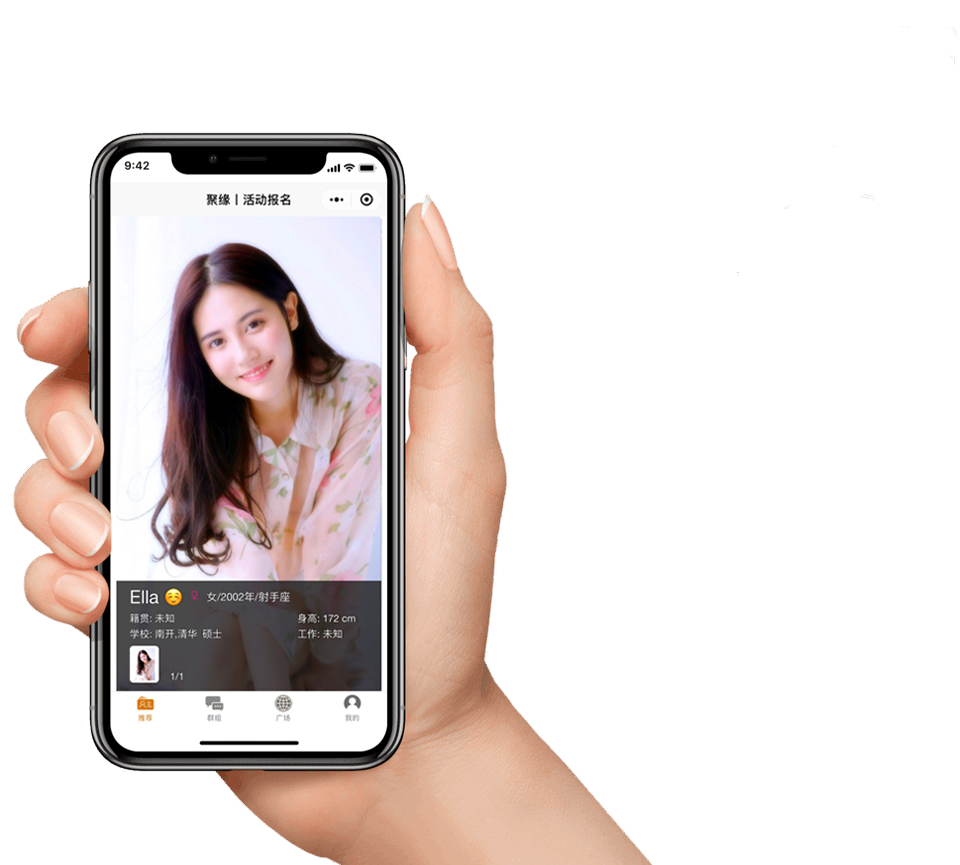 9:42
聚缘丨活动报名
Ella ☺️ ♀ 女/2002年/射手座
籍贯: 未知 身高: 172 cm
学校: 南开,清华 硕士 工作: 未知
1/1
推荐 群组 广场 我的